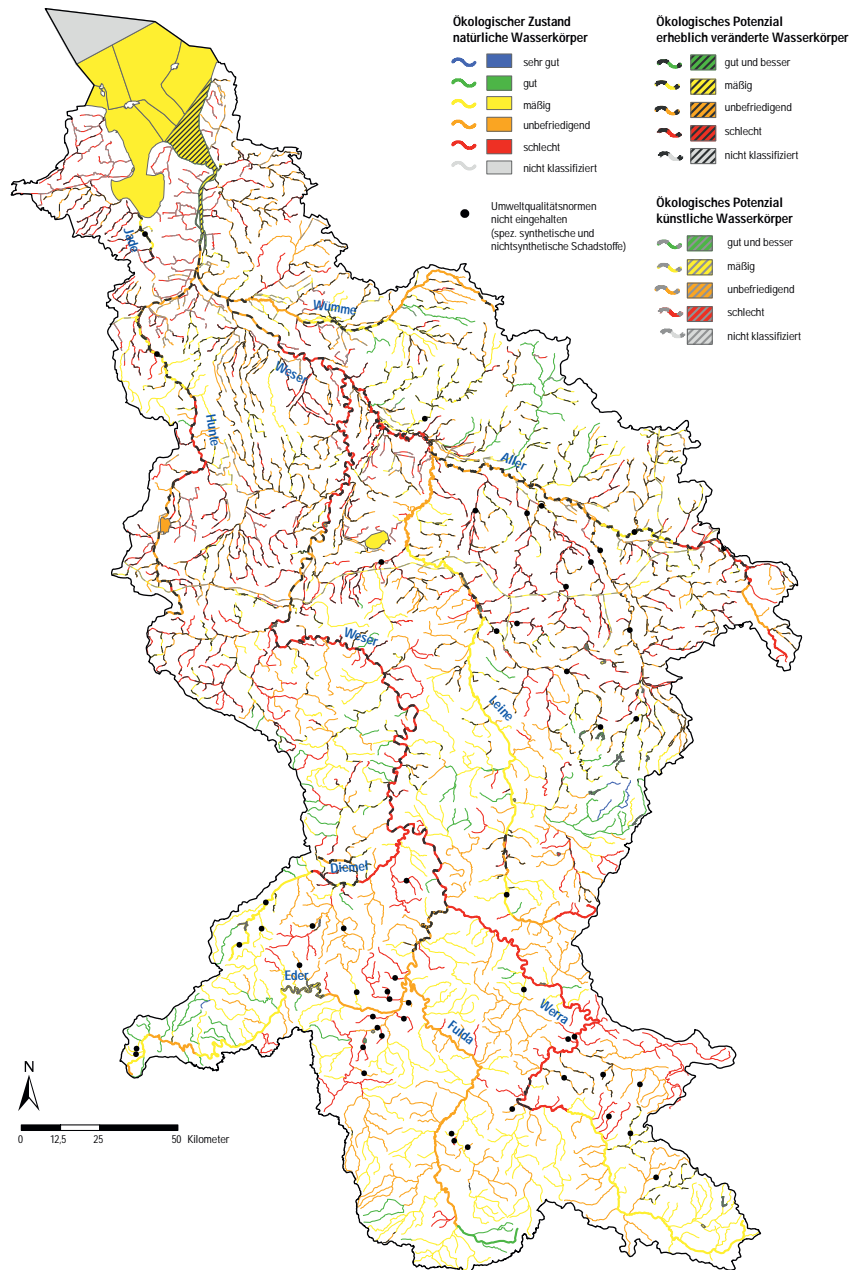 Ökologischer Zustand
natürliche Wasserkörper
sehr gut
gut
mäßig
unbefriedigend
schlecht
nicht klassifiziert
Umweltqualitätsnormen
nicht eingehalten
(spez. synthetische und
nichtsynthetische Schadstoffe)
Ökologisches Potenzial
erheblich veränderte Wasserkörper
gut und besser
mäßig
unbefriedigend
schlecht
nicht klassifiziert
Ökologisches Potenzial
künstliche Wasserkörper
gut und besser
mäßig
unbefriedigend
schlecht
nicht klassifiziert
Jade
Wümme
Weser
Hunte
Aller
Weser
Leine
Diemel
Eder
Werra
Fulda
N
0 12,5 25 50 Kilometer